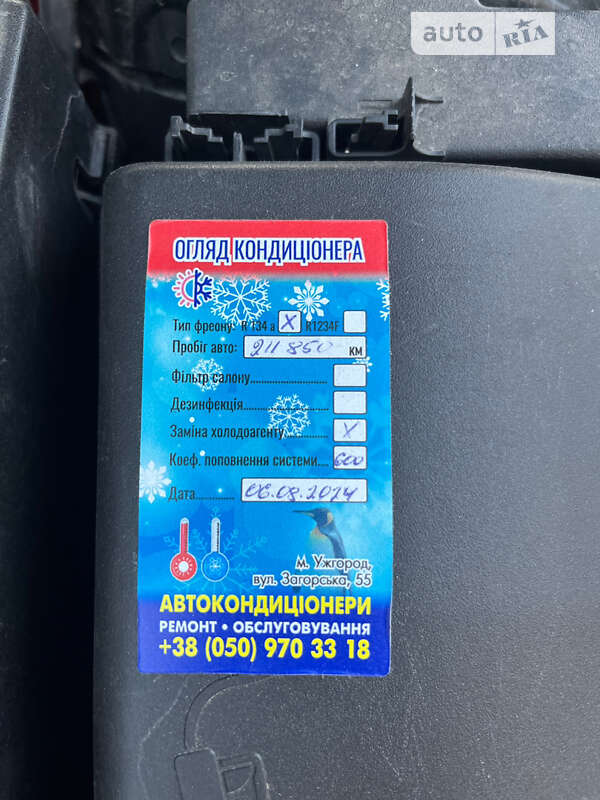 auto RIA
ОГЛЯД КОНДИЦІОНЕРА
Тип фреону: R 134 a X R1234F
Пробіг авто: 211 850 КМ
Фільтр салону
Дезинфекція
Заміна холодоагенту X
Коеф. поповнення системи.... 600
Дата 06.08.2024
м. Ужгород,
вул. Загорська, 55
АВТОКОНДИЦІОНЕРИ
РЕМОНТ • ОБСЛУГОВУВАННЯ
+38 (050) 970 33 18